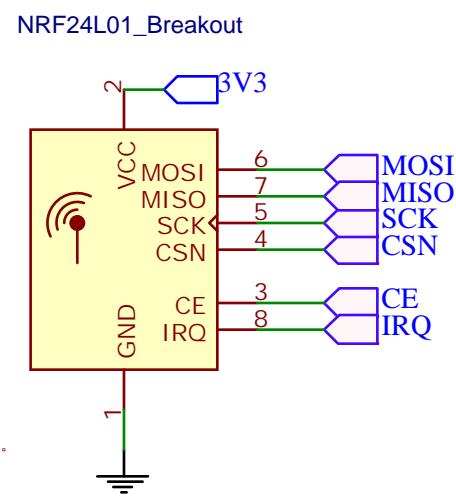 NRF24L01_Breakout
2
3V3
VCC
MOSI 6 MOSI
MISO 7 MISO
SCK 5 SCK
CSN 4 CSN
CE 3 CE
IRQ 8 IRQ
GND
1